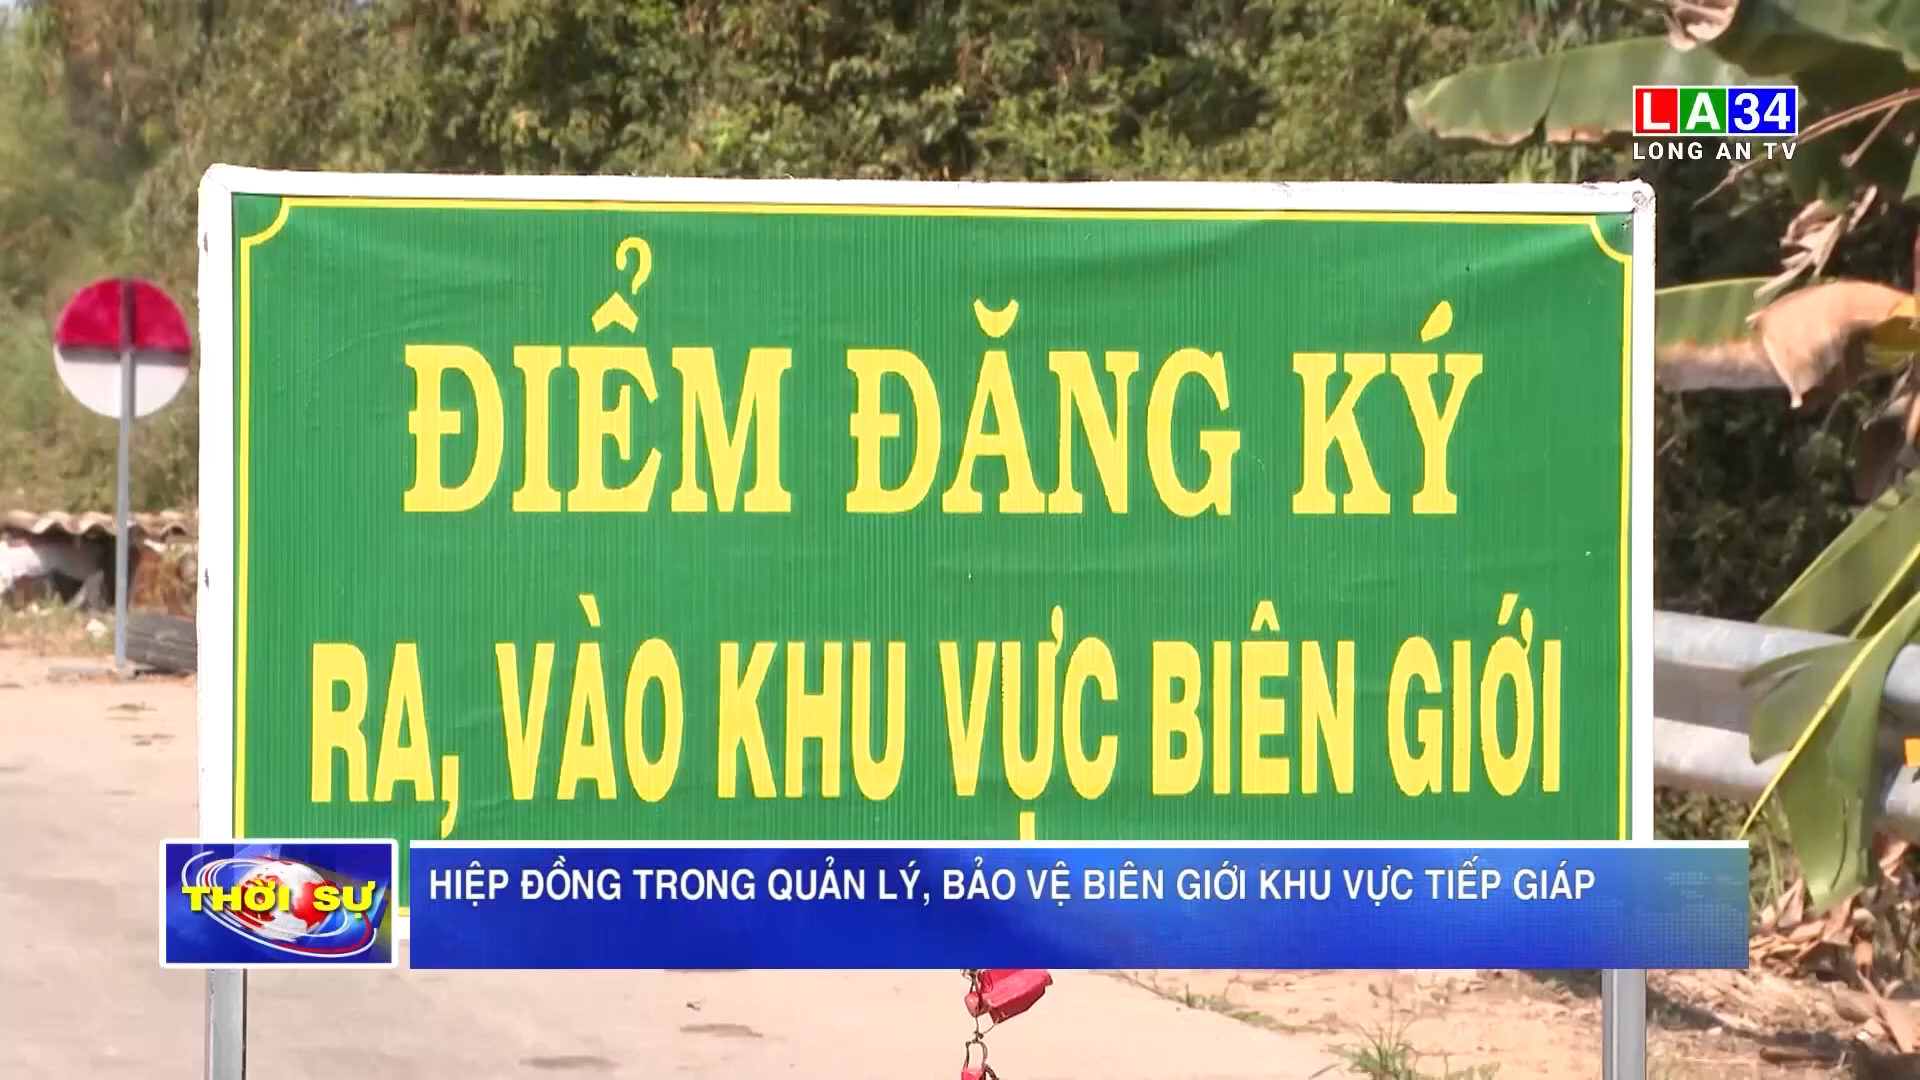 LA34
LONG AN TV
ĐIỂM ĐĂNG KÝ
RA, VÀO KHU VỰC BIÊN GIỚI
THỜI SỰ
HIỆP ĐỒNG TRONG QUẢN LÝ, BẢO VỆ BIÊN GIỚI KHU VỰC TIẾP GIÁP